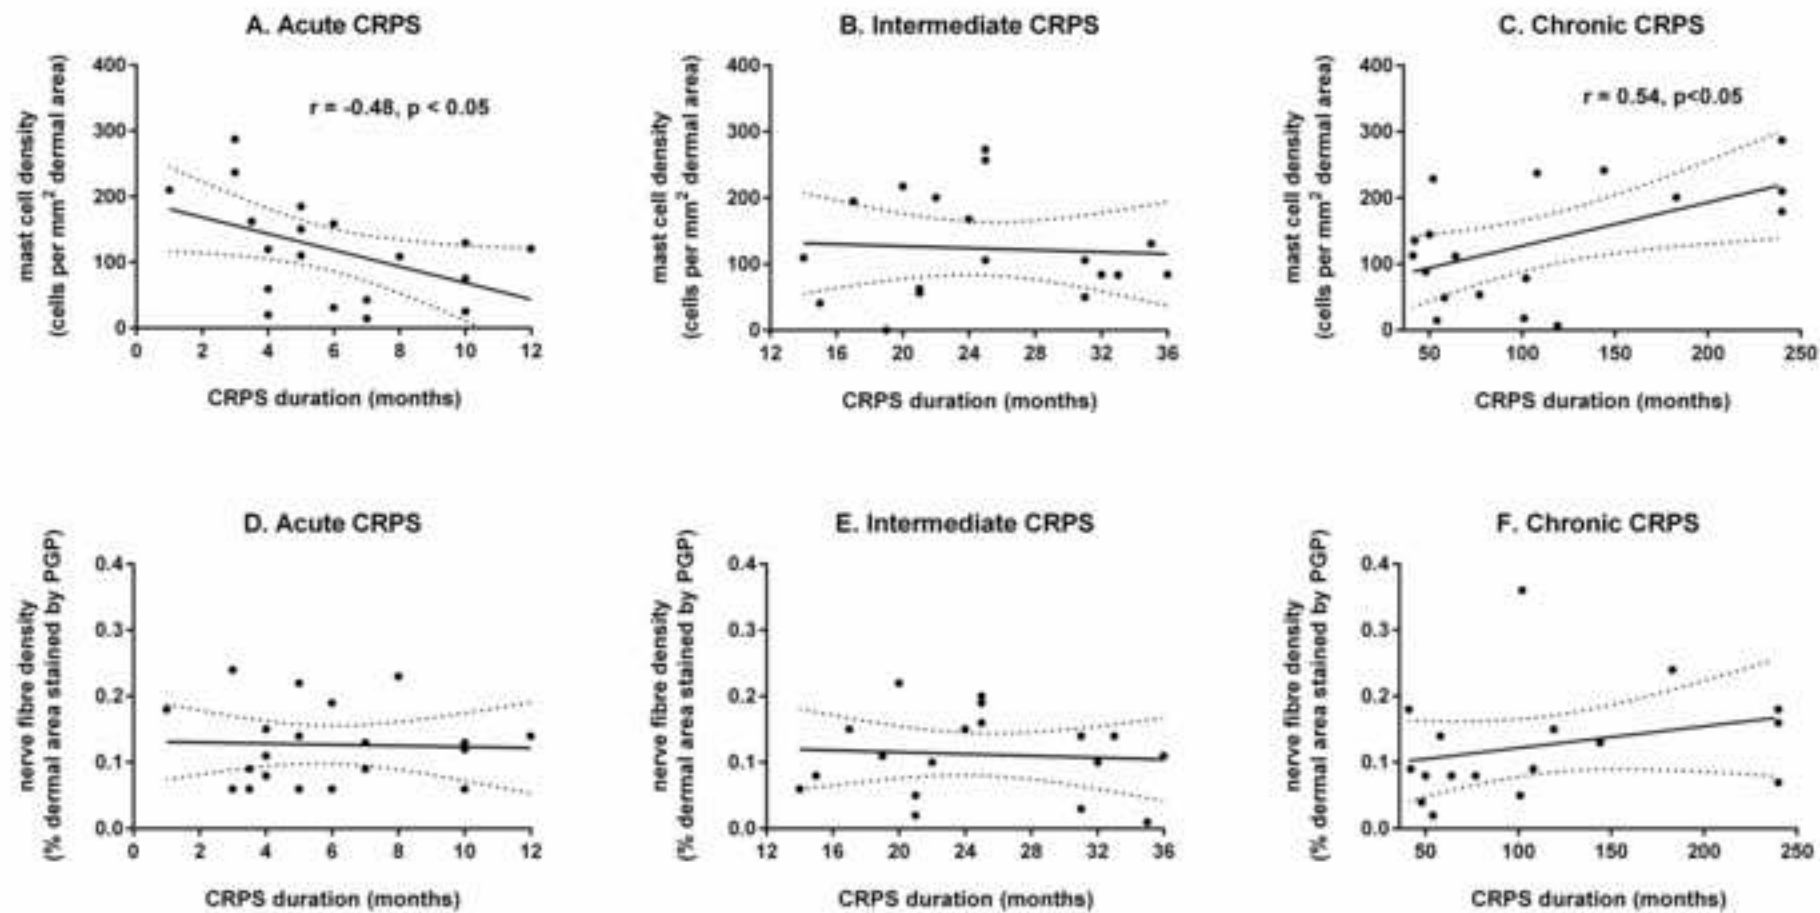 A. Acute CRPS
mast cell density
(cells per mm² dermal area)
400
300
200
100
0
r = -0.48, p < 0.05
0 2 4 6 8 10 12
CRPS duration (months)
B. Intermediate CRPS
mast cell density
(cells per mm² dermal area)
400
300
200
100
0
12 16 20 24 28 32 36
CRPS duration (months)
C. Chronic CRPS
mast cell density
(cells per mm² dermal area)
400
300
200
100
0
r = 0.54, p<0.05
50 100 150 200 250
CRPS duration (months)
D. Acute CRPS
nerve fibre density
(% dermal area stained by PGP)
0.4
0.3
0.2
0.1
0.0
0 2 4 6 8 10 12
CRPS duration (months)
E. Intermediate CRPS
nerve fibre density
(% dermal area stained by PGP)
0.4
0.3
0.2
0.1
0.0
12 16 20 24 28 32 36
CRPS duration (months)
F. Chronic CRPS
nerve fibre density
(% dermal area stained by PGP)
0.4
0.3
0.2
0.1
0.0
50 100 150 200 250
CRPS duration (months)